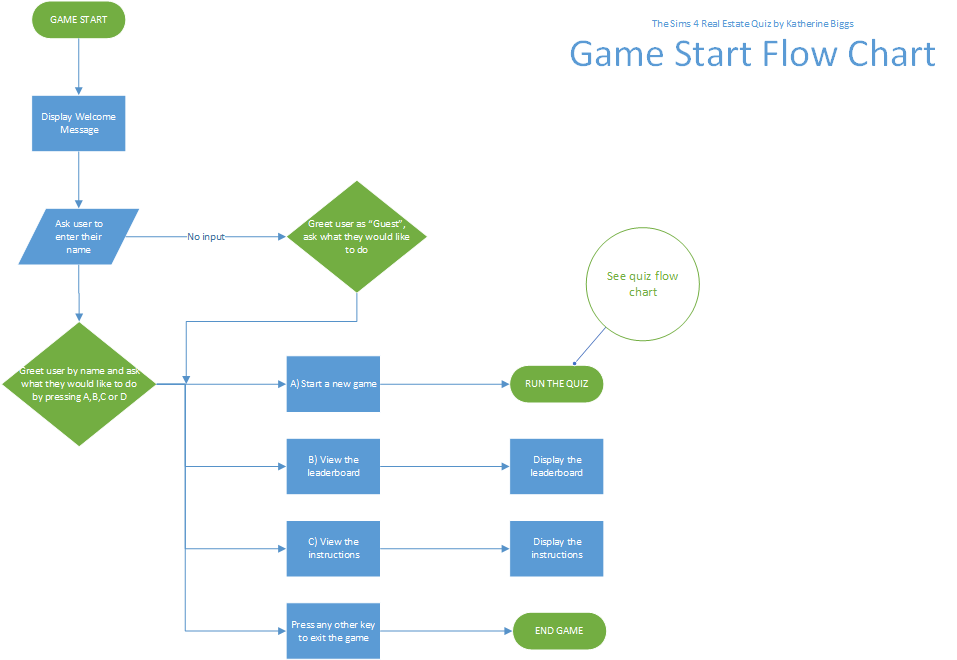 GAME START
The Sims 4 Real Estate Quiz by Katherine Biggs
Game Start Flow Chart
Display Welcome
Message
Ask user to
enter their
name
No input
Greet user as “Guest”,
ask what they would like
to do
See quiz flow
chart
Greet user by name and ask
what they would like to do
by pressing A,B,C or D
A) Start a new game
RUN THE QUIZ
B) View the
leaderboard
Display the
leaderboard
C) View the
instructions
Display the
instructions
Press any other key
to exit the game
END GAME